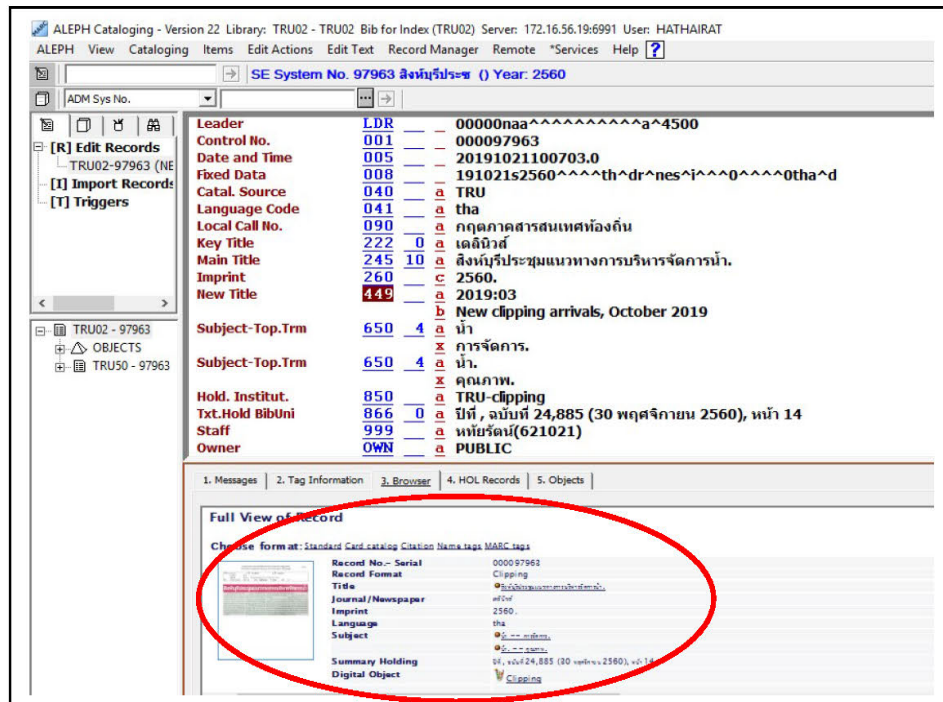 ALEPH Cataloging - Version 22 Library: TRU02 - TRU02 Bib for Index (TRU02) Server: 172.16.56.19:6991 User: HATHAIRAT
ALEPH View Cataloging Items Edit Actions Edit Text Record Manager Remote *Services Help ?
SE System No. 97963 สิงห์บุรีประช () Year: 2560
ADM Sys No.
[R] Edit Records
TRU02-97963 (NE
[I] Import Records
[T] Triggers
TRU02 - 97963
OBJECTS
TRU50 - 97963
Leader LDR 00000naa^^^^^^^^^^a^4500
Control No. 001 000097963
Date and Time 005 20191021100703.0
Fixed Data 008 191021s2560^^^^th^dr^nes^i^^^0^^^^0tha^d
Catal. Source 040 a TRU
Language Code 041 a tha
Local Call No. 090 a กฤตภาคสารสนเทศท้องถิ่น
Key Title 222 0 a เดลินิวส์
Main Title 245 10 a สิงห์บุรีประชุมแนวทางการบริหารจัดการน้ำ.
Imprint 260 c 2560.
New Title 449 a 2019:03
b New clipping arrivals, October 2019
Subject-Top.Trm 650 4 a น้ำ
x การจัดการ.
Subject-Top.Trm 650 4 a น้ำ.
x คุณภาพ.
Hold. Institut. 850 a TRU-clipping
Txt.Hold BibUni 866 0 a ปีที่ , ฉบับที่ 24,885 (30 พฤศจิกายน 2560), หน้า 14
Staff 999 a หทัยรัตน์(621021)
Owner OWN a PUBLIC
1. Messages 2. Tag Information 3. Browser 4. HOL Records 5. Objects
Full View of Record
Choose format: Standard Card catalog Citation Name tags MARC tags
Record No.- Serial 000097963
Record Format Clipping
Title
Journal/Newspaper
Imprint 2560.
Language tha
Subject
Summary Holding 24,885 (30 2560), 14
Digital Object Clipping